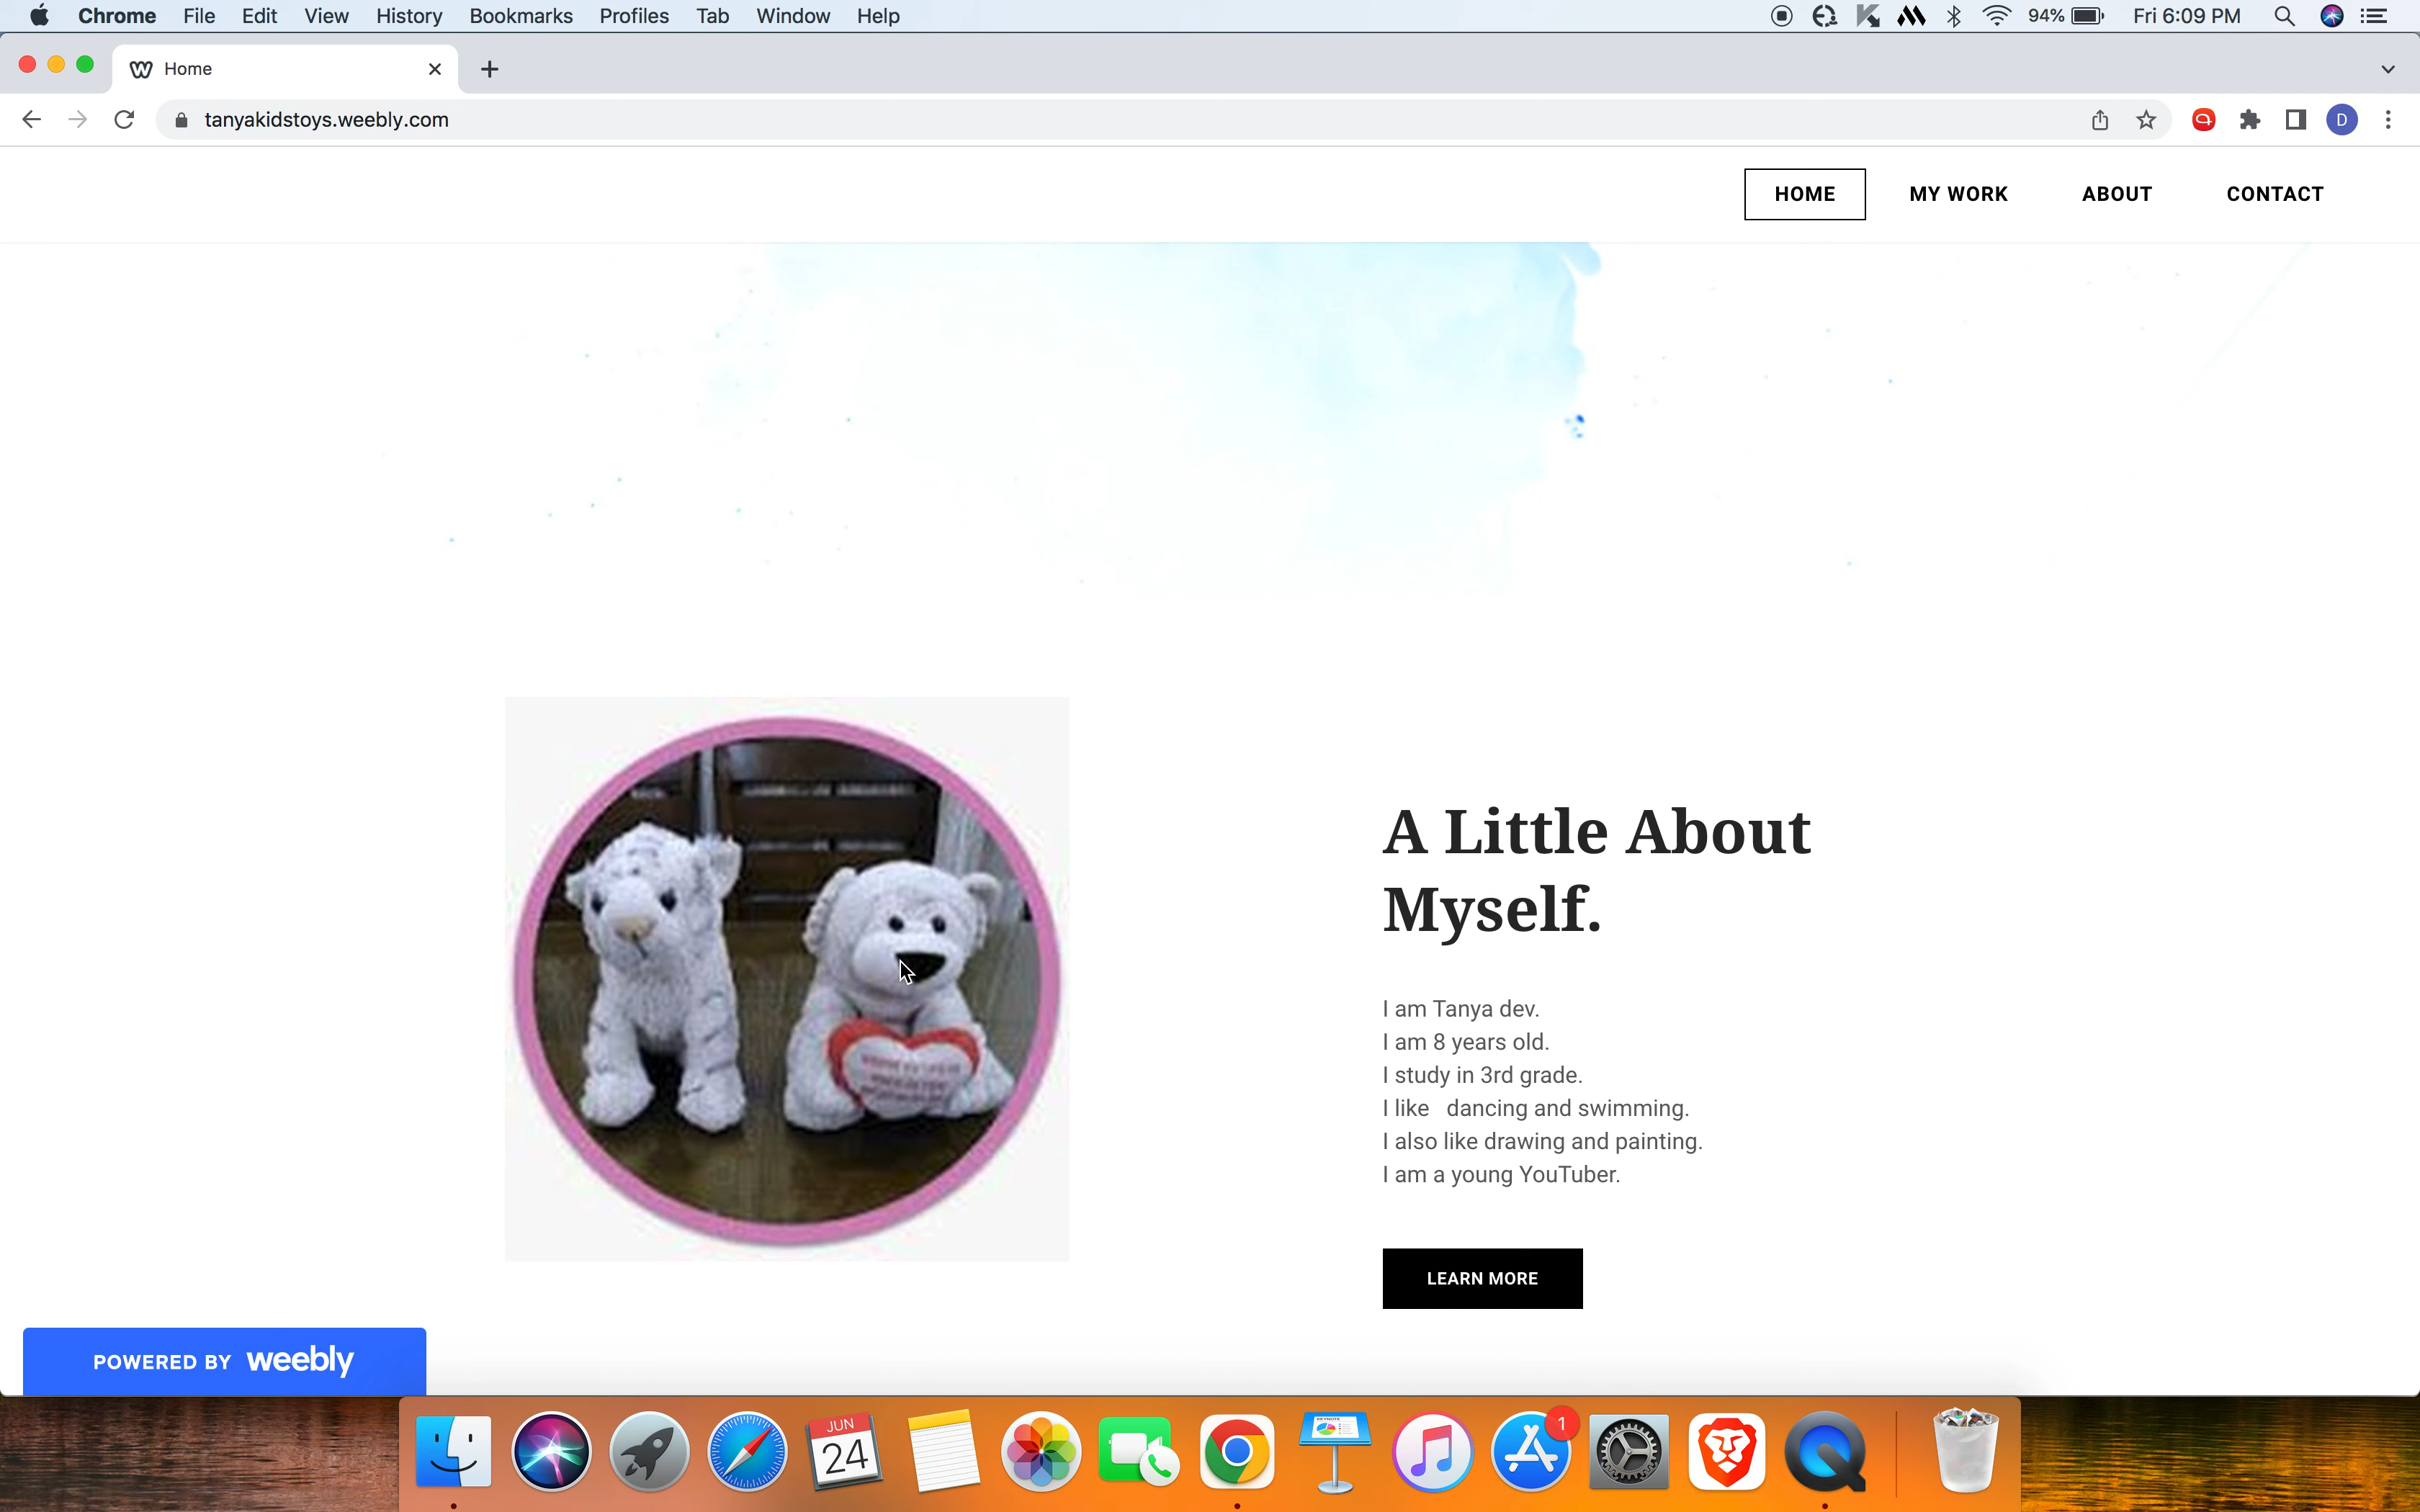 Chrome File Edit View History Bookmarks Profiles Tab Window Help 94% Fri 6:09 PM
Home
tanyakidstoys.weebly.com D
HOME MY WORK ABOUT CONTACT
A Little About
Myself.
I am Tanya dev.
I am 8 years old.
I study in 3rd grade.
I like dancing and swimming.
I also like drawing and painting.
I am a young YouTuber.
LEARN MORE
POWERED BY weebly
JUN
24
KEYNOTE
1